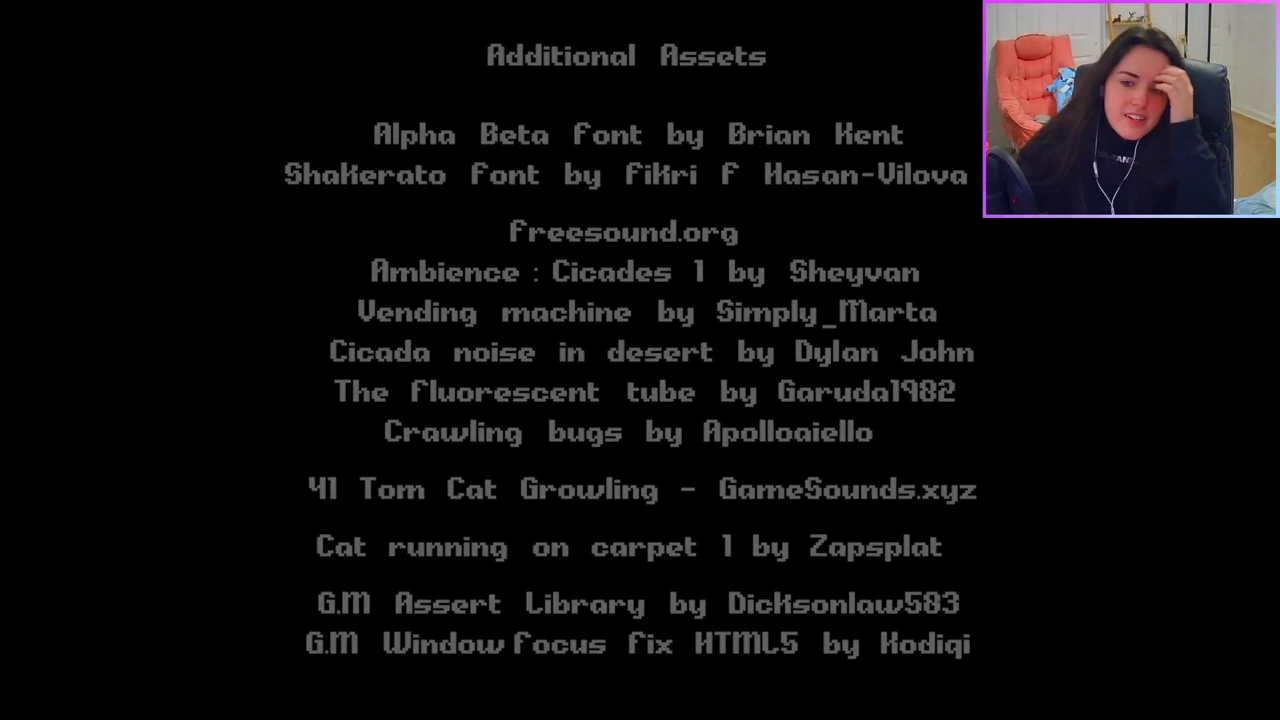 Additional Assets
Alpha Beta font by Brian Kent
Shakerato font by fikri f Hasan-Vilova
freesound.org
Ambience : Cicades 1 by Sheyvan
Vending machine by Simply_Marta
Cicada noise in desert by Dylan John
The fluorescent tube by Garuda1982
Crawling bugs by Apolloaiello
41 Tom Cat Growling - GameSounds.xyz
Cat running on carpet 1 by Zapsplat
G.M Assert Library by Dicksonlaw583
G.M Window focus fix HTML5 by Kodiqi